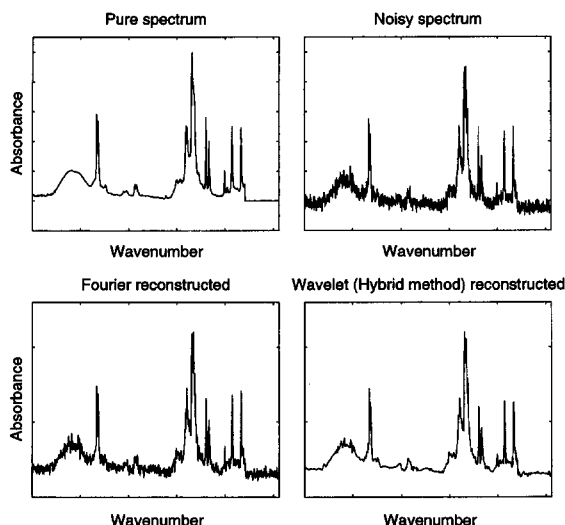 Pure spectrum
Noisy spectrum
Absorbance
Wavenumber
Wavenumber
Fourier reconstructed
Wavelet (Hybrid method) reconstructed
Absorbance
Wavenumber
Wavenumber